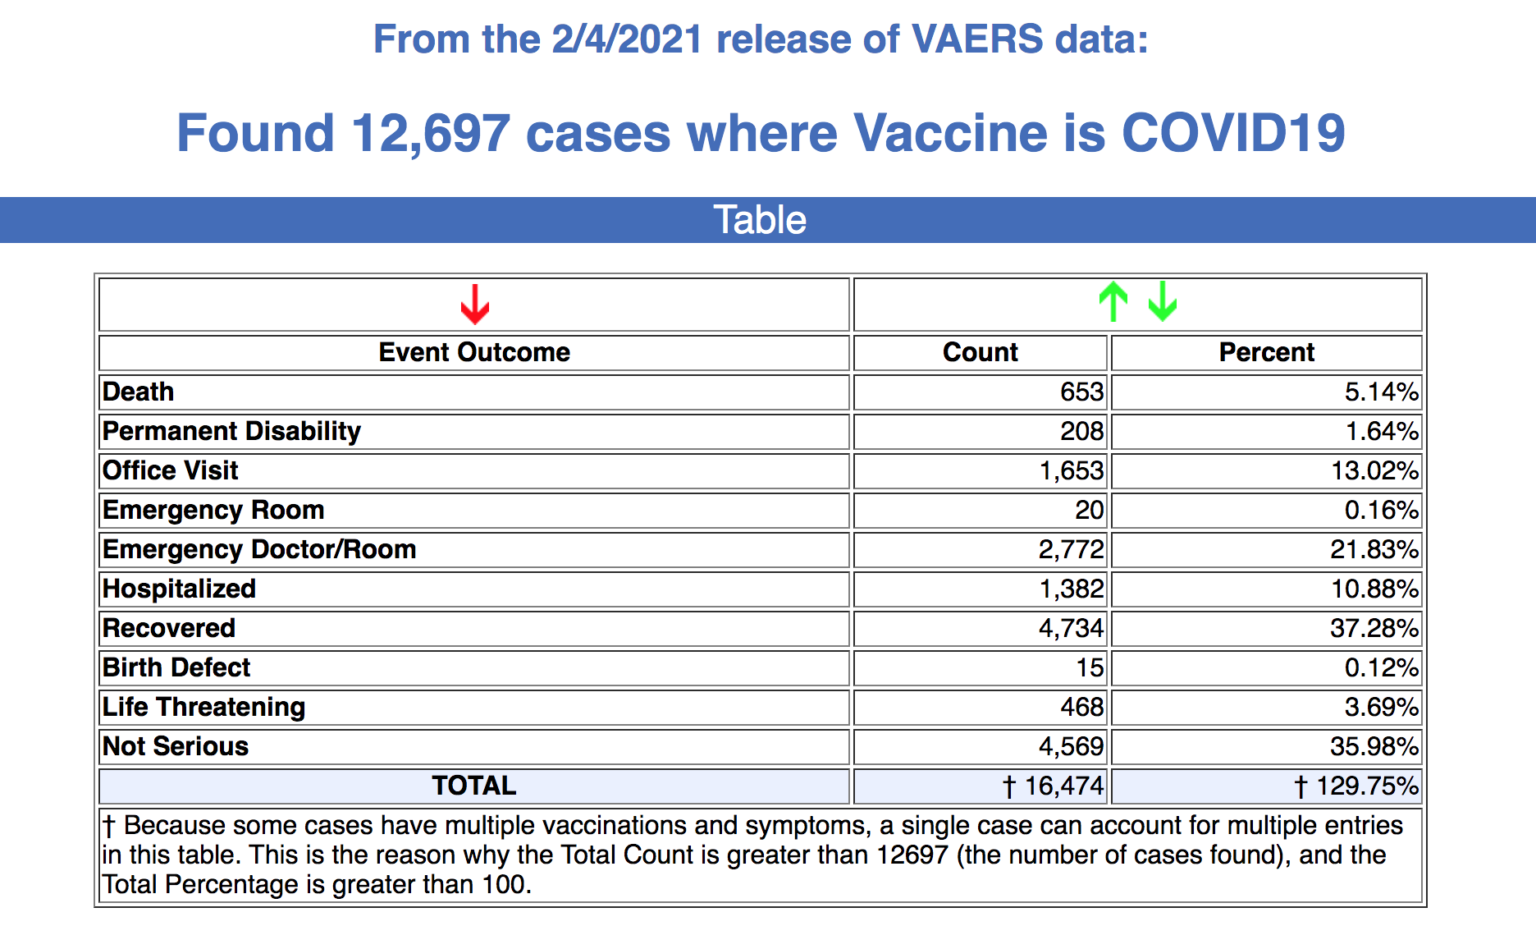 From the 2/4/2021 release of VAERS data:
Found 12,697 cases where Vaccine is COVID19
Table
Event Outcome Count Percent
Death 653 5.14%
Permanent Disability 208 1.64%
Office Visit 1,653 13.02%
Emergency Room 20 0.16%
Emergency Doctor/Room 2,772 21.83%
Hospitalized 1,382 10.88%
Recovered 4,734 37.28%
Birth Defect 15 0.12%
Life Threatening 468 3.69%
Not Serious 4,569 35.98%
TOTAL † 16,474 † 129.75%
† Because some cases have multiple vaccinations and symptoms, a single case can account for multiple entries
in this table. This is the reason why the Total Count is greater than 12697 (the number of cases found), and the
Total Percentage is greater than 100.